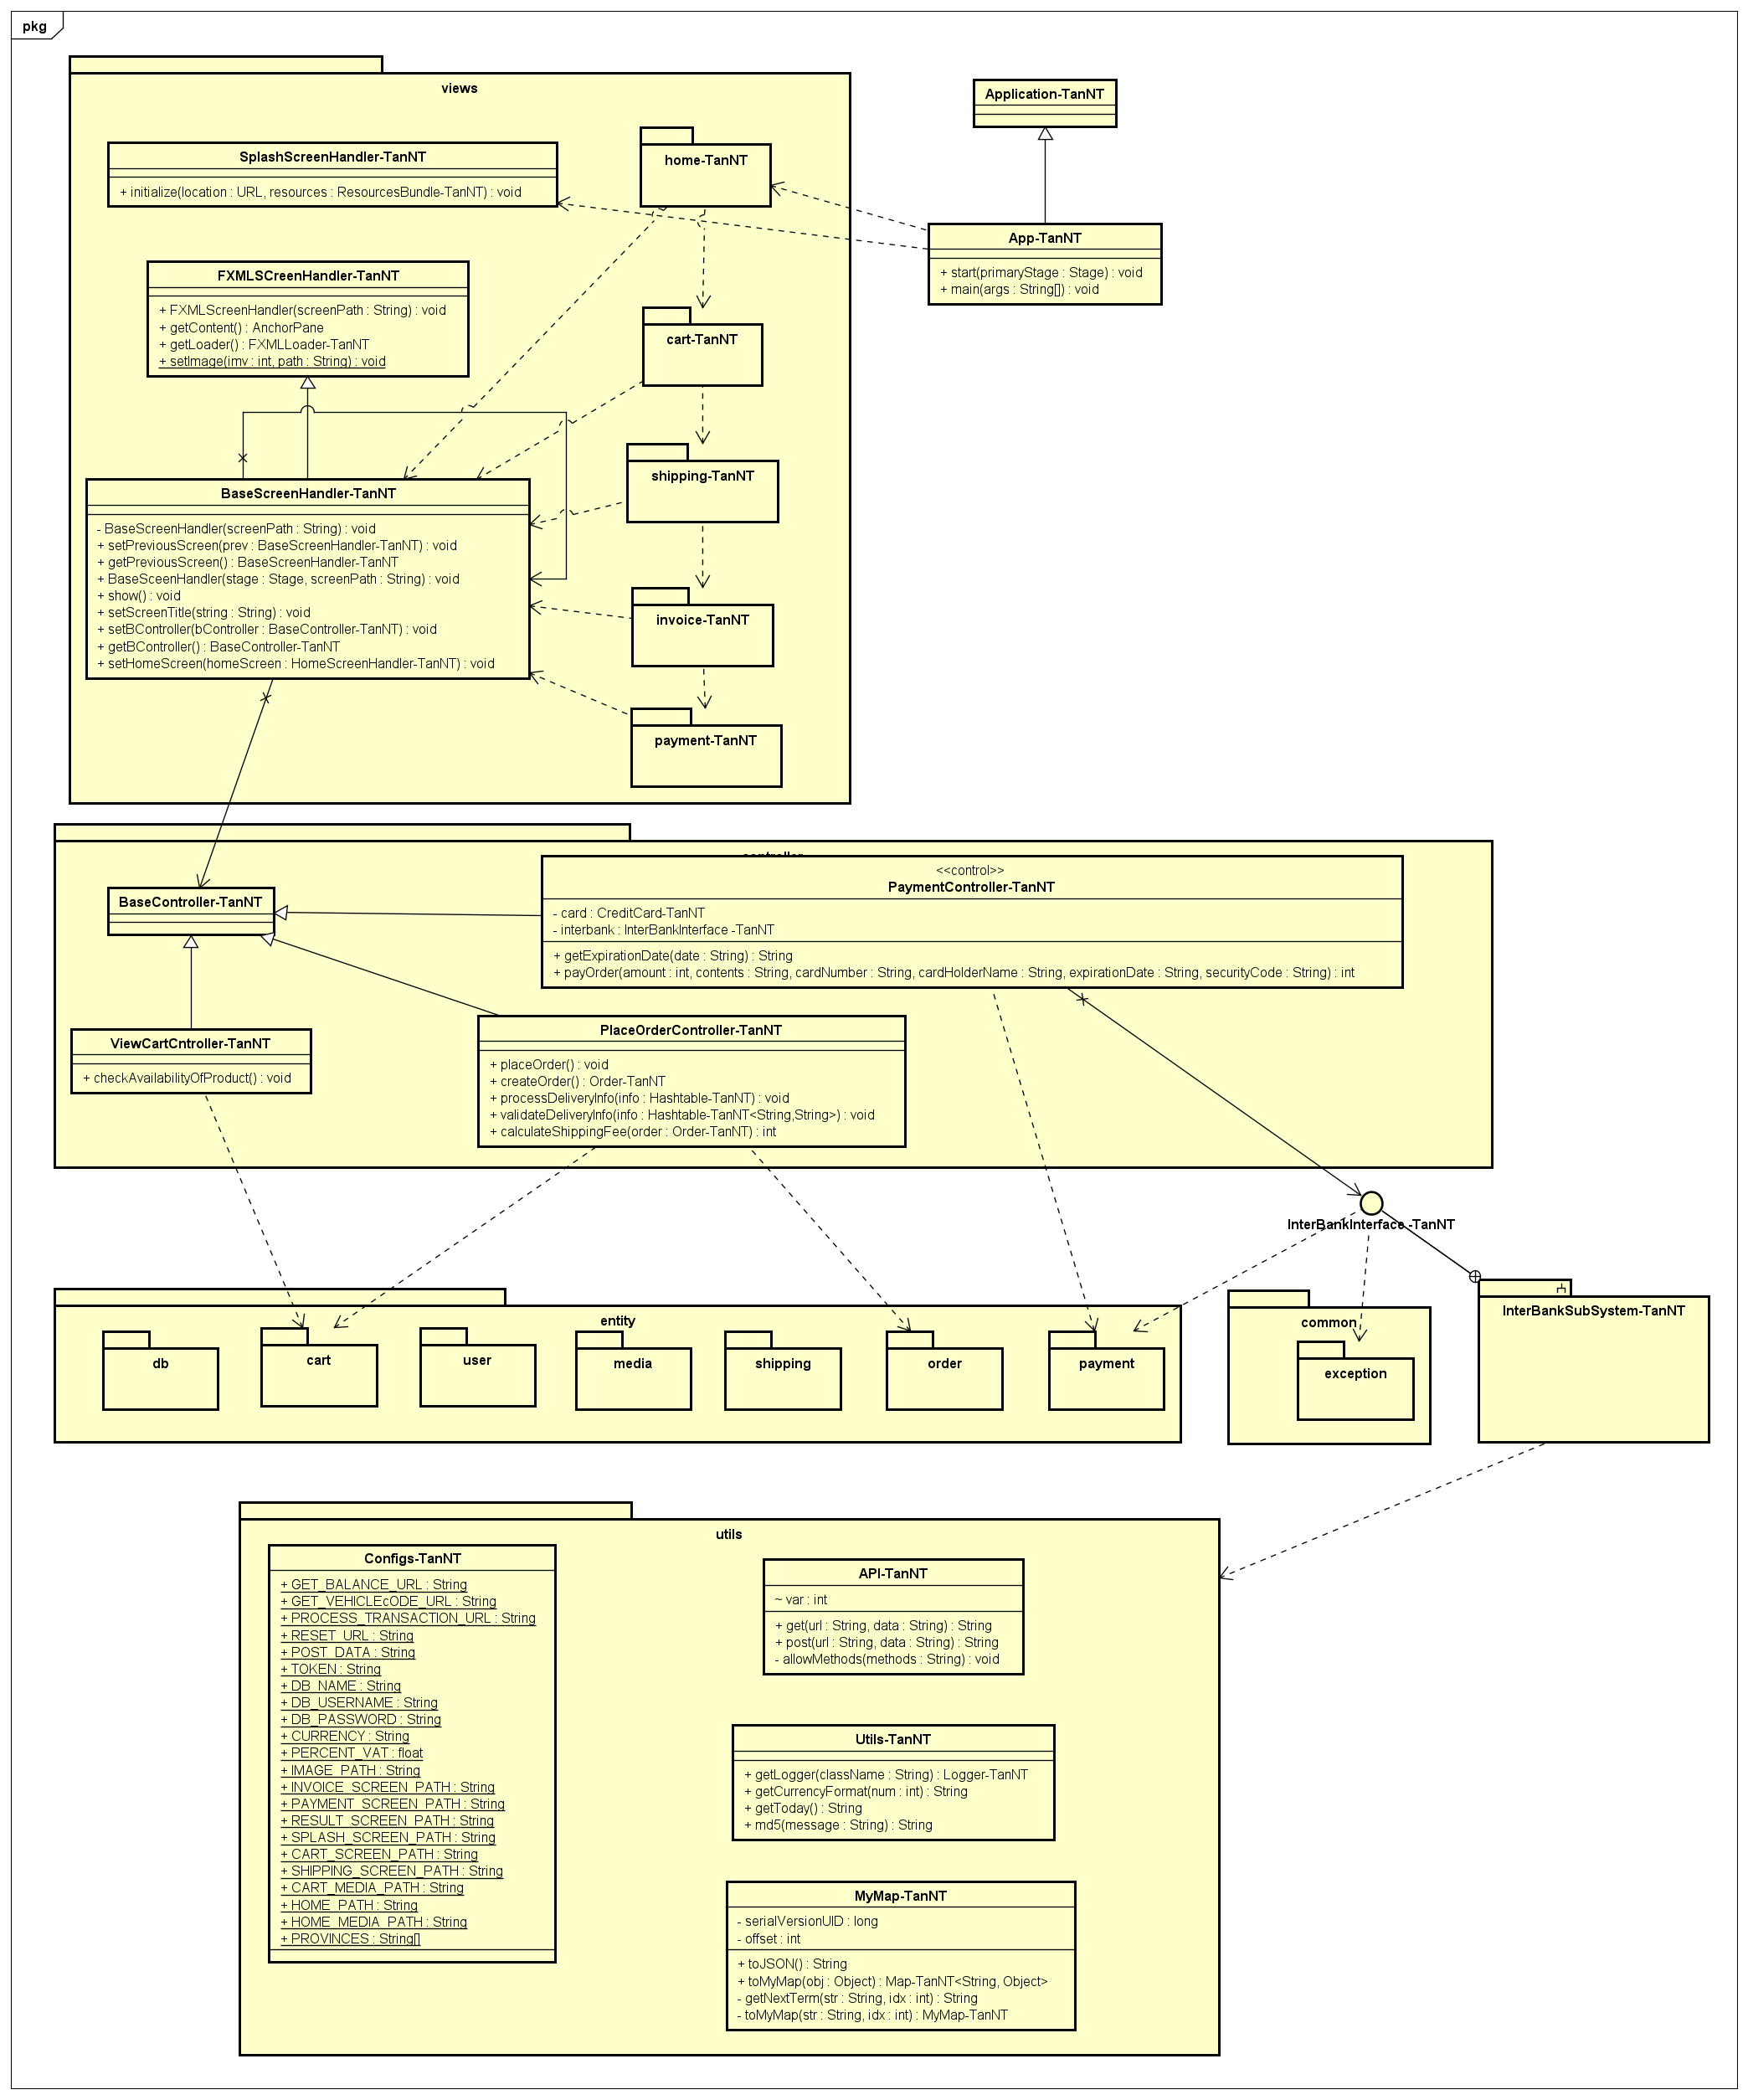 pkg
views
SplashScreenHandler-TanNT
+ initialize(location : URL, resources : ResourcesBundle-TanNT) : void
home-TanNT
Application-TanNT
App-TanNT
+ start(primaryStage : Stage) : void
+ main(args : String[]) : void
FXMLSCreenHandler-TanNT
+ FXMLScreenHandler(screenPath : String) : void
+ getContent() : AnchorPane
+ getLoader() : FXMLLoader-TanNT
+ setImage(imv : int, path : String) : void
cart-TanNT
shipping-TanNT
BaseScreenHandler-TanNT
- BaseScreenHandler(screenPath : String) : void
+ setPreviousScreen(prev : BaseScreenHandler-TanNT) : void
+ getPreviousScreen() : BaseScreenHandler-TanNT
+ BaseSceenHandler(stage : Stage, screenPath : String) : void
+ show() : void
+ setScreenTitle(string : String) : void
+ setBController(bController : BaseController-TanNT) : void
+ getBController() : BaseController-TanNT
+ setHomeScreen(homeScreen : HomeScreenHandler-TanNT) : void
invoice-TanNT
payment-TanNT
controller
BaseController-TanNT
<<control>>
PaymentController-TanNT
- card : CreditCard-TanNT
- interbank : InterBankInterface -TanNT
+ getExpirationDate(date : String) : String
+ payOrder(amount : int, contents : String, cardNumber : String, cardHolderName : String, expirationDate : String, securityCode : String) : int
ViewCartCntroller-TanNT
+ checkAvailabilityOfProduct() : void
PlaceOrderController-TanNT
+ placeOrder() : void
+ createOrder() : Order-TanNT
+ processDeliveryInfo(info : Hashtable-TanNT) : void
+ validateDeliveryInfo(info : Hashtable-TanNT<String,String>) : void
+ calculateShippingFee(order : Order-TanNT) : int
InterBankInterface -TanNT
entity
db
cart
user
media
shipping
order
payment
common
exception
InterBankSubSystem-TanNT
utils
Configs-TanNT
+ GET_BALANCE_URL : String
+ GET_VEHICLEcODE_URL : String
+ PROCESS_TRANSACTION_URL : String
+ RESET_URL : String
+ POST_DATA : String
+ TOKEN : String
+ DB_NAME : String
+ DB_USERNAME : String
+ DB_PASSWORD : String
+ CURRENCY : String
+ PERCENT_VAT : float
+ IMAGE_PATH : String
+ INVOICE_SCREEN_PATH : String
+ PAYMENT_SCREEN_PATH : String
+ RESULT_SCREEN_PATH : String
+ SPLASH_SCREEN_PATH : String
+ CART_SCREEN_PATH : String
+ SHIPPING_SCREEN_PATH : String
+ CART_MEDIA_PATH : String
+ HOME_PATH : String
+ HOME_MEDIA_PATH : String
+ PROVINCES : String[]
API-TanNT
~ var : int
+ get(url : String, data : String) : String
+ post(url : String, data : String) : String
- allowMethods(methods : String) : void
Utils-TanNT
+ getLogger(className : String) : Logger-TanNT
+ getCurrencyFormat(num : int) : String
+ getToday() : String
+ md5(message : String) : String
MyMap-TanNT
- serialVersionUID : long
- offset : int
+ toJSON() : String
+ toMyMap(obj : Object) : Map-TanNT<String, Object>
- getNextTerm(str : String, idx : int) : String
- toMyMap(str : String, idx : int) : MyMap-TanNT